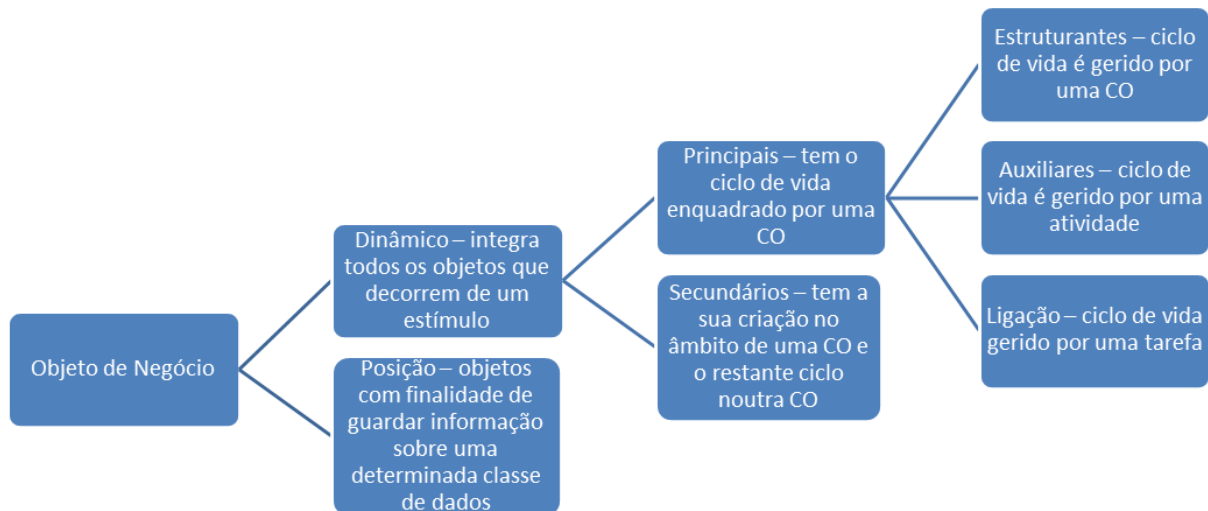 Objeto de Negócio
Dinâmico – integra
todos os objetos que
decorrem de um
estímulo
Posição – objetos
com finalidade de
guardar informação
sobre uma
determinada classe
de dados
Principais – tem o
ciclo de vida
enquadrado por uma
CO
Secundários – tem a
sua criação no
âmbito de uma CO e
o restante ciclo
noutra CO
Estruturantes – ciclo
de vida é gerido por
uma CO
Auxiliares – ciclo de
vida é gerido por uma
atividade
Ligação – ciclo de vida
gerido por uma tarefa